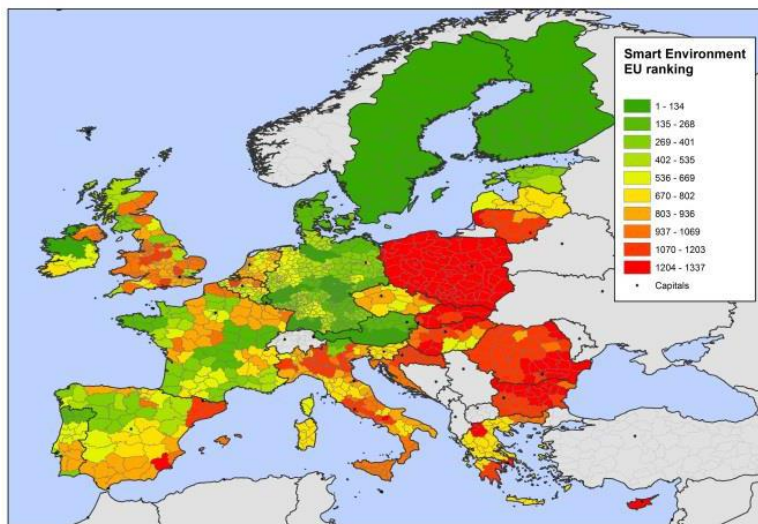 Smart Environment
EU ranking
1 - 134
135 - 268
269 - 401
402 - 535
536 - 669
670 - 802
803 - 936
937 - 1069
1070 - 1203
1204 - 1337
Capitals